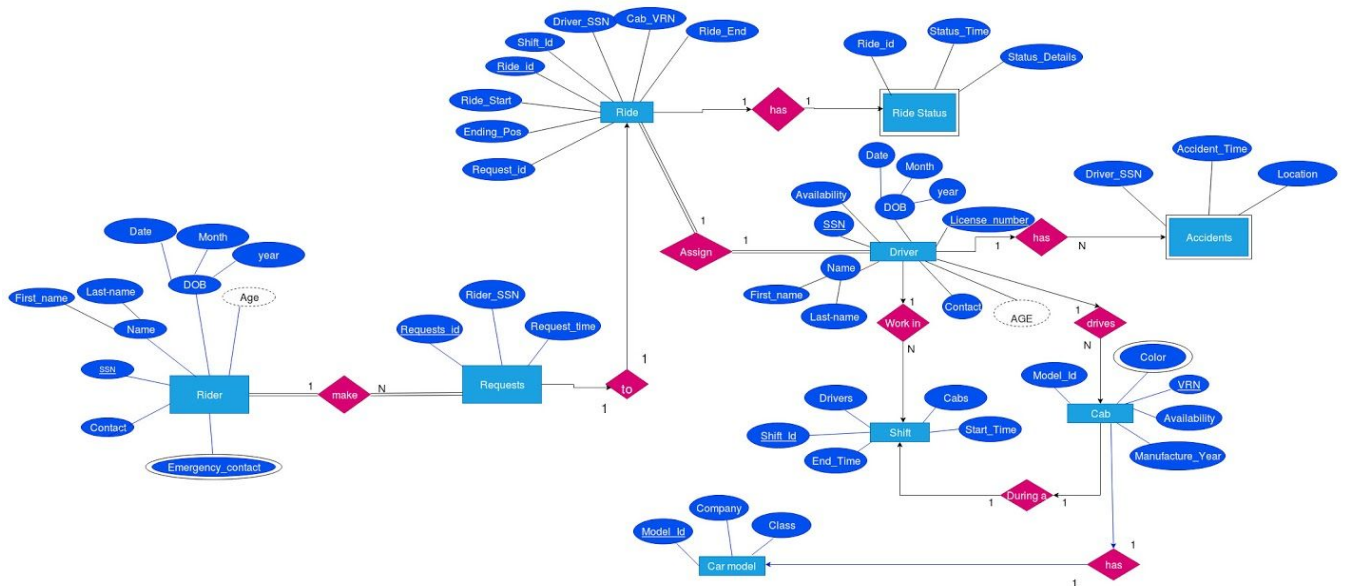 Driver_SSN
Cab_VRN
Shift_Id
Ride_End
Ride_id
Ride_Start
Ending_Pos
Request_id
Ride
1
has
1
Ride_id
Status_Time
Status_Details
Ride Status
Date
Month
year
DOB
Availability
SSN
License_number
Driver
Name
First_name
Last-name
Contact
AGE
1
Assign
1
1
has
N
Driver_SSN
Accident_Time
Location
Accidents
Date
Month
year
DOB
Age
First_name
Last-name
Name
SSN
Contact
Rider
Emergency_contact
1
make
N
Requests_id
Rider_SSN
Request_time
Requests
1
to
1
1
Work in
N
1
drives
N
Color
Model_Id
VRN
Availability
Cab
Manufacture_Year
Drivers
Cabs
Shift_Id
Shift
Start_Time
End_Time
1
During a
1
Model_Id
Company
Class
Car model
1
has
1